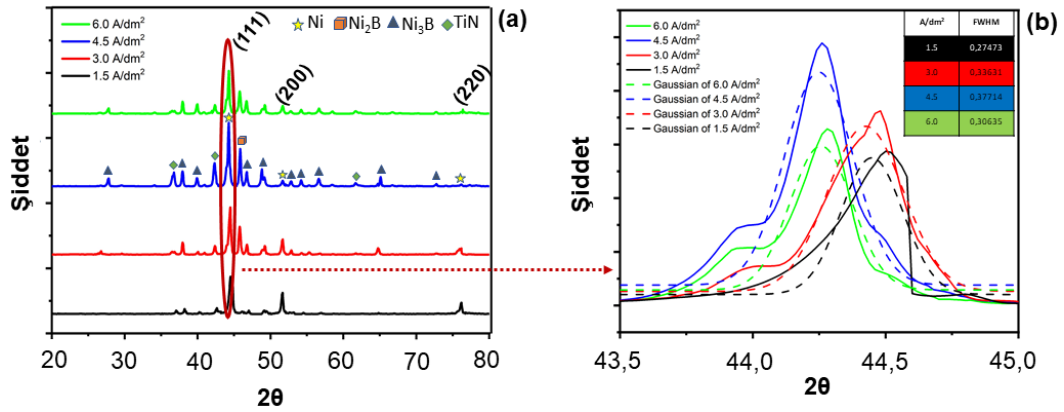 6.0 A/dm²
4.5 A/dm²
3.0 A/dm²
1.5 A/dm²
Ni Ni₂B Ni₃B TiN
(a)
(111)
(200)
(220)
Şiddet
20 30 40 50 60 70 80
2θ
(b)
6.0 A/dm²
4.5 A/dm²
3.0 A/dm²
1.5 A/dm²
Gaussian of 6.0 A/dm²
Gaussian of 4.5 A/dm²
Gaussian of 3.0 A/dm²
Gaussian of 1.5 A/dm²
A/dm² FWHM
1.5 0,27473
3.0 0,33631
4.5 0,37714
6.0 0,30635
Şiddet
43,5 44,0 44,5 45,0
2θ